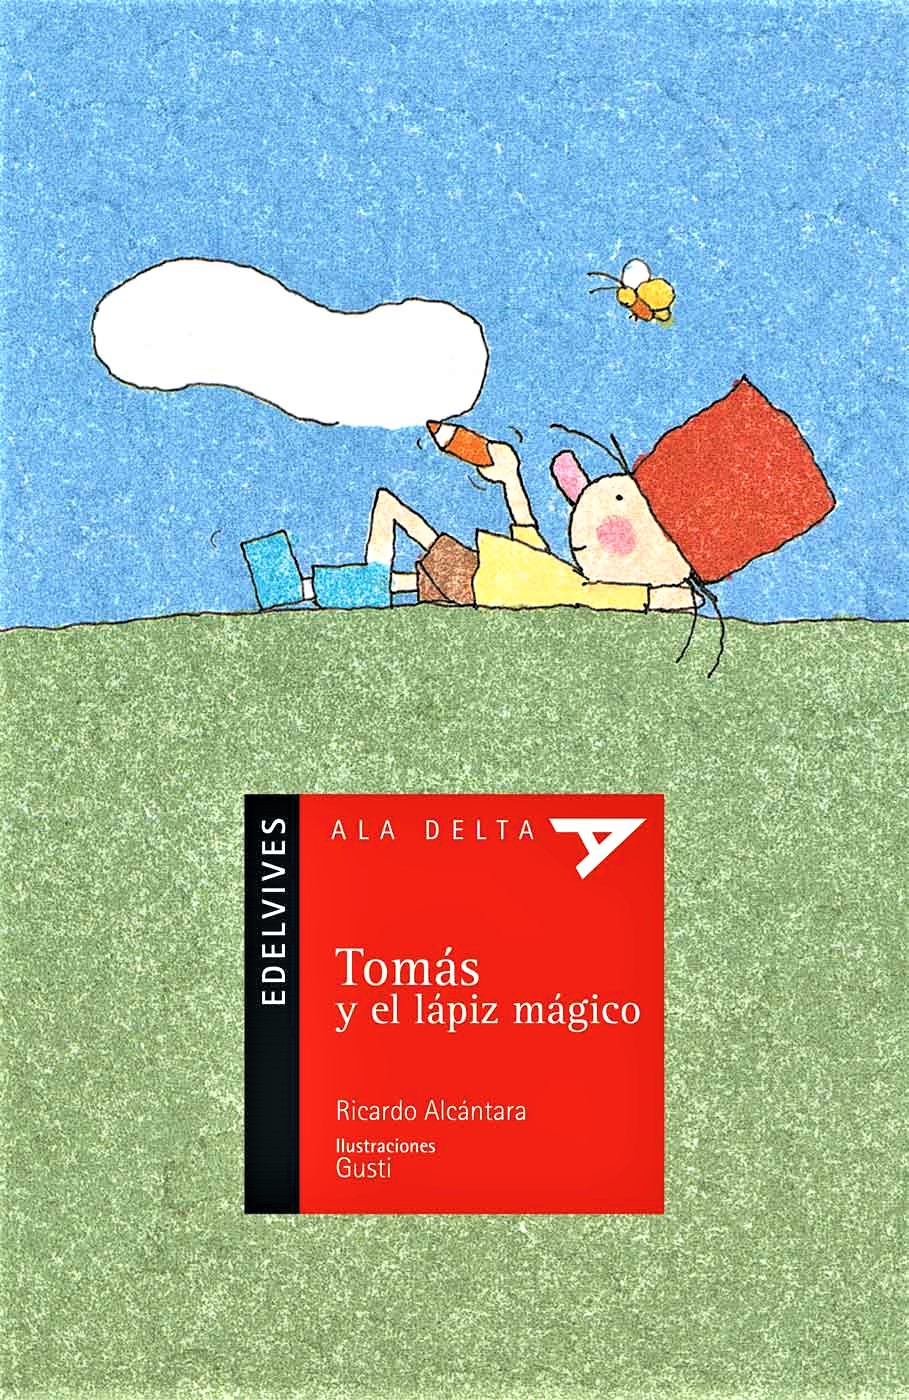 EDELVIVES
ALA DELTA
Tomás
y el lápiz mágico
Ricardo Alcántara
Ilustraciones
Gusti